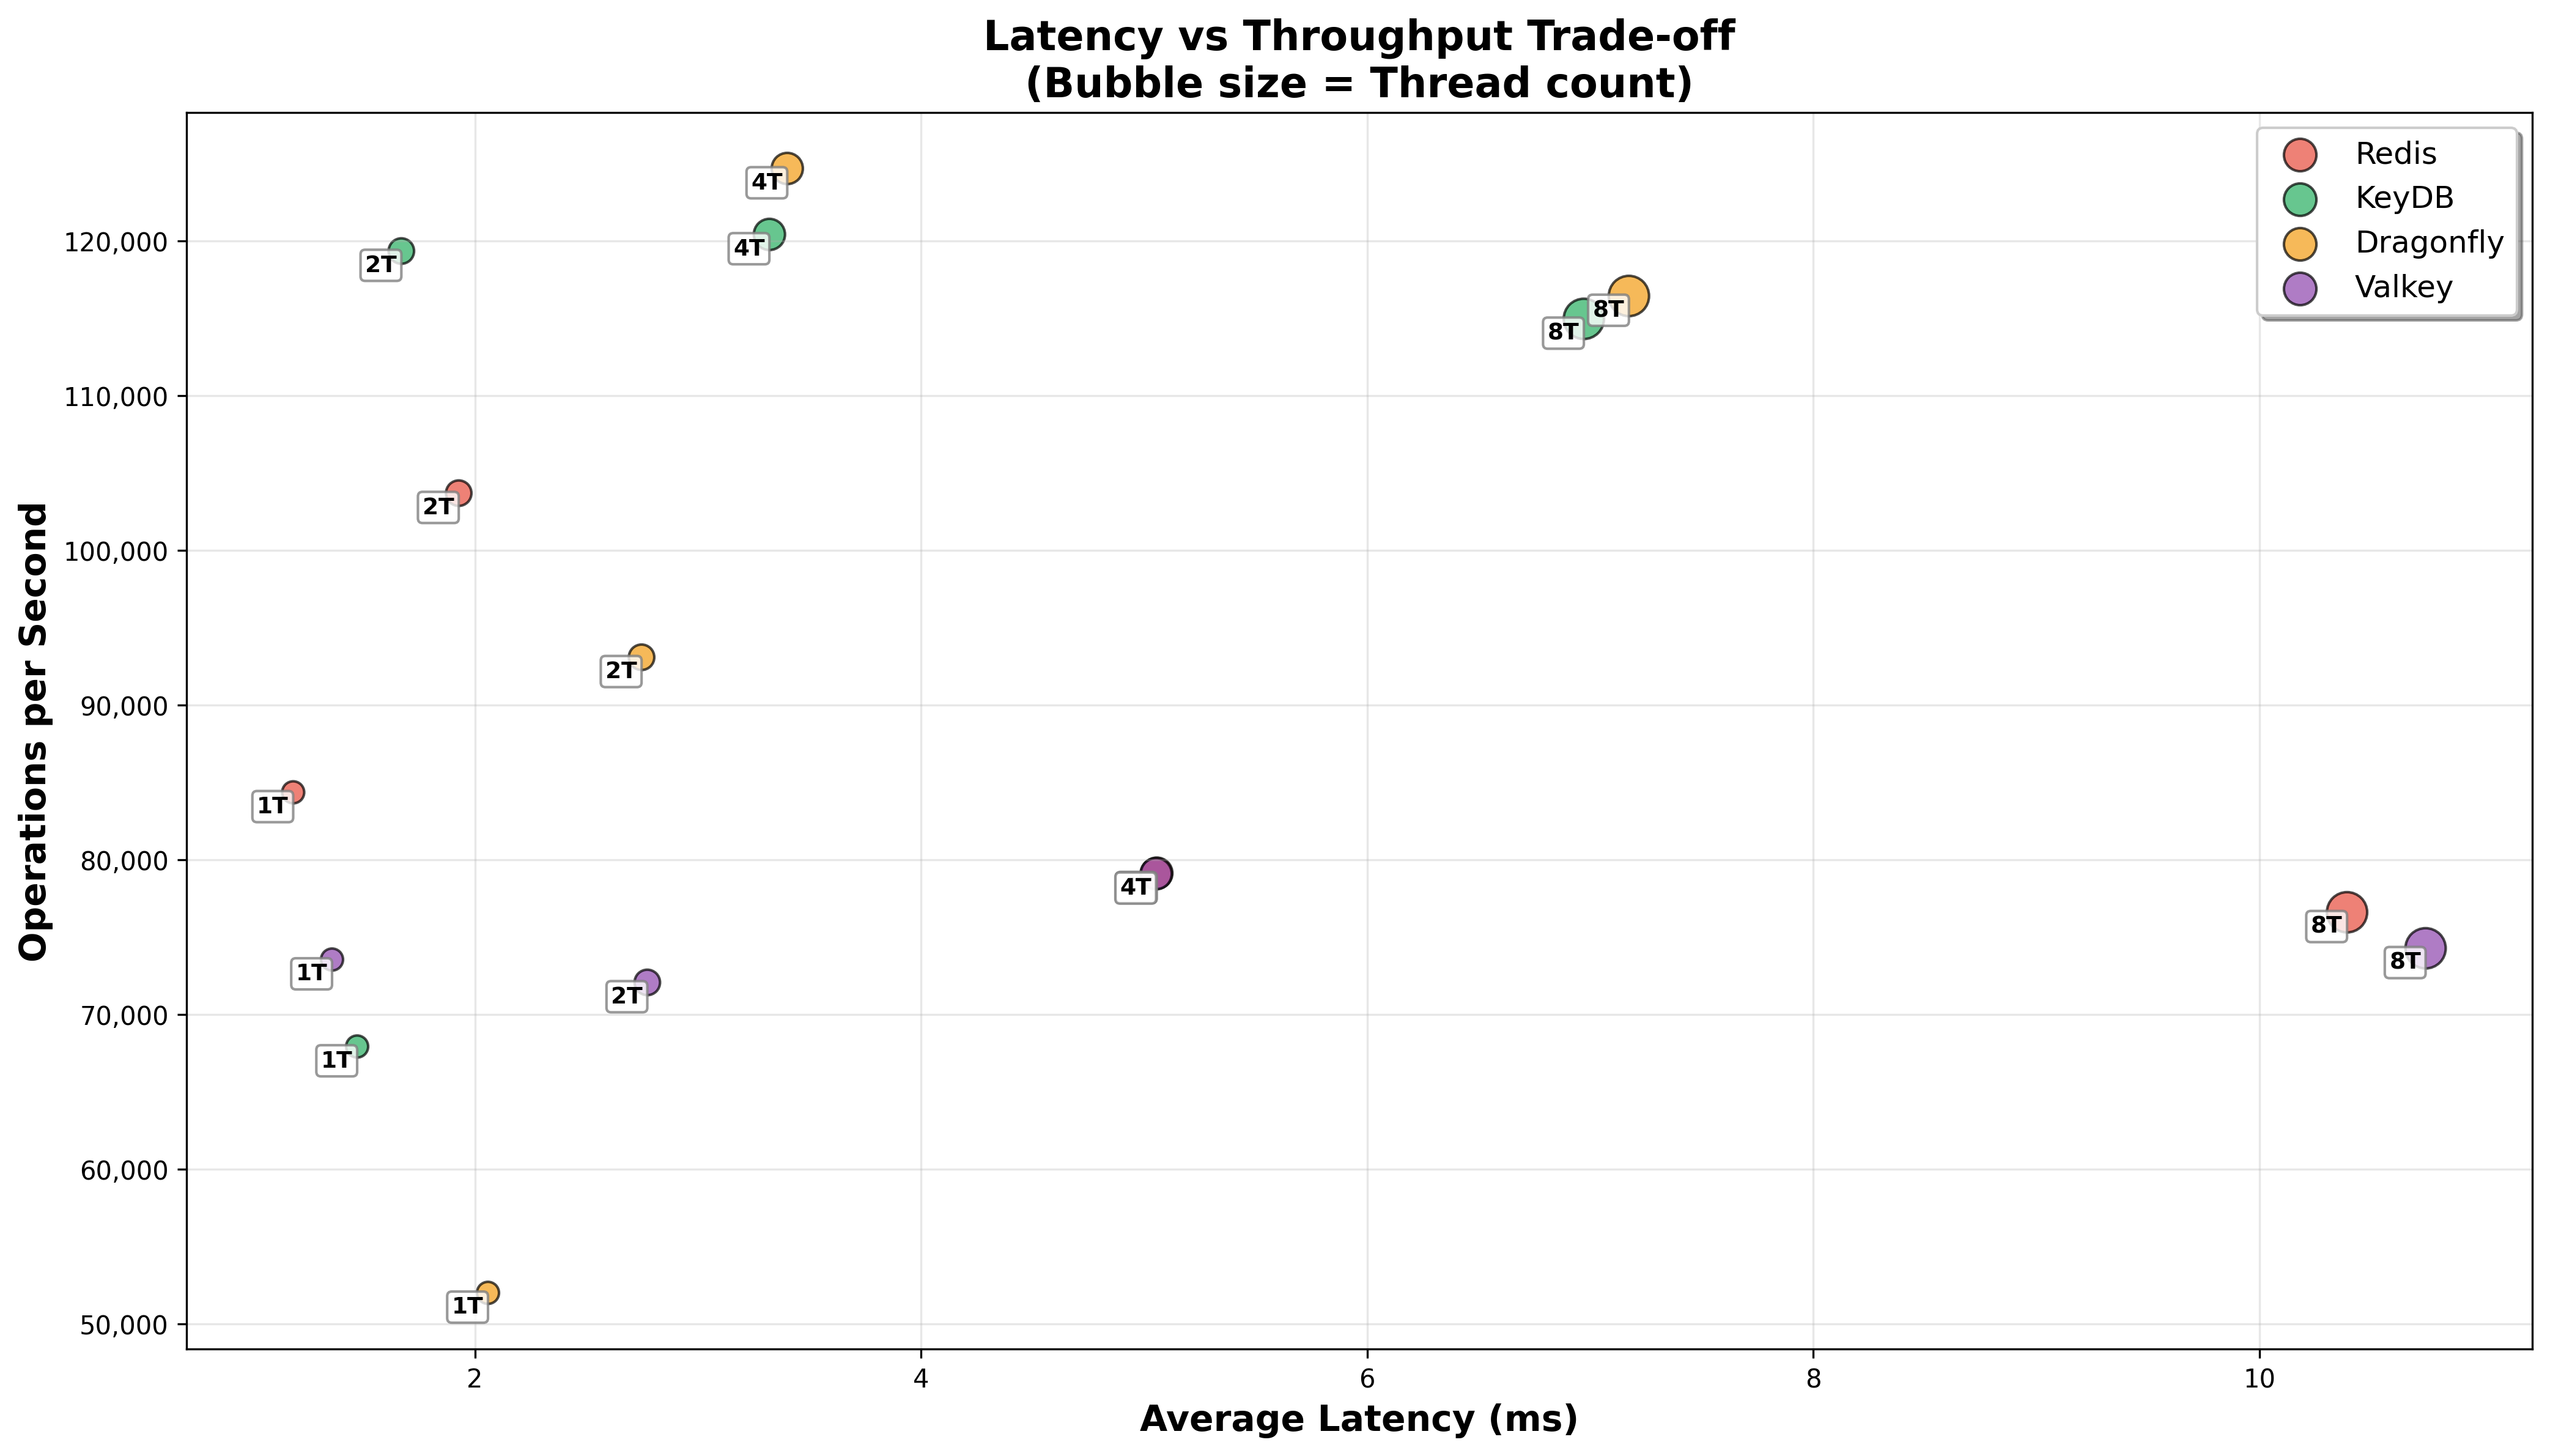 Latency vs Throughput Trade-off
(Bubble size = Thread count)
Redis
KeyDB
Dragonfly
Valkey
Operations per Second
120,000
110,000
100,000
90,000
80,000
70,000
60,000
50,000
4T
4T
2T
8T
8T
2T
2T
1T
4T
8T
8T
1T
2T
1T
1T
2
4
6
8
10
Average Latency (ms)